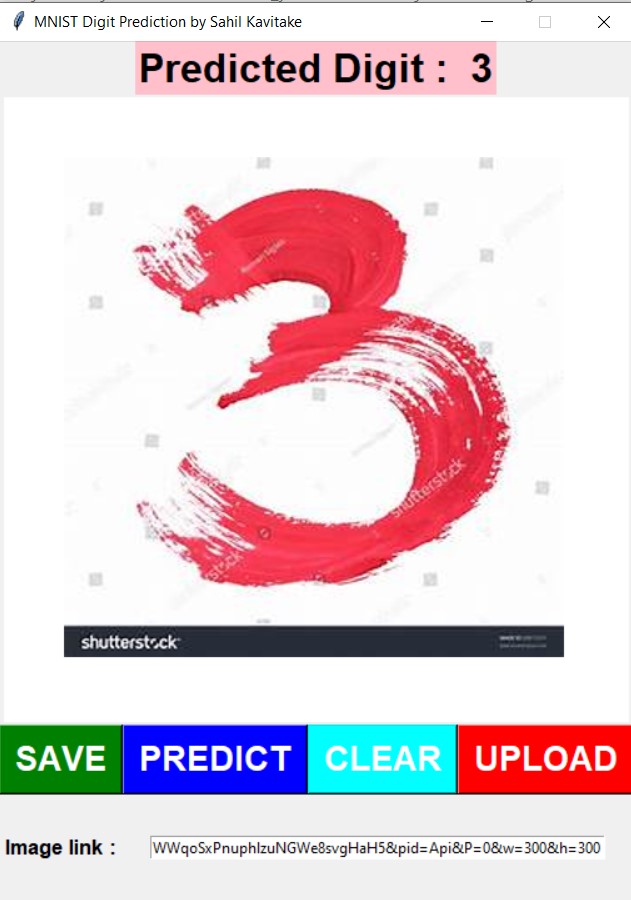 MNIST Digit Prediction by Sahil Kavitake
Predicted Digit : 3
3
shutterstock
shutterstock
SAVE PREDICT CLEAR UPLOAD
Image link : WWqoSxPnuphIzuNGWe8svgHaH5&pid=Api&P=0&w=300&h=300